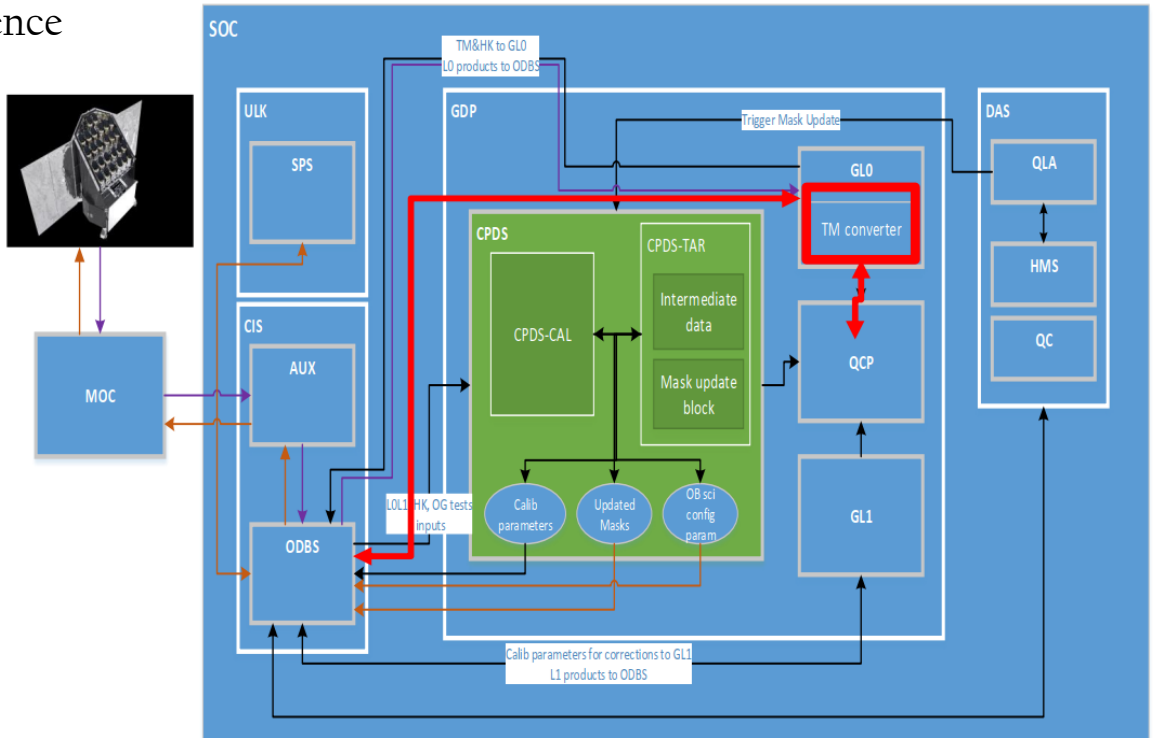 ence
SOC
TM&HK to GL0
L0 products to ODBS
ULK
SPS
GDP
Trigger Mask Update
DAS
QLA
GL0
TM converter
HMS
QC
CPDS
CPDS-CAL
CPDS-TAR
Intermediate
data
Mask update
block
QCP
MOC
CIS
AUX
ODBS
L0L1, HK, OG tests
inputs
Calib
parameters
Updated
Masks
OB sci
config
param
GL1
Calib parameters for corrections to GL1
L1 products to ODBS